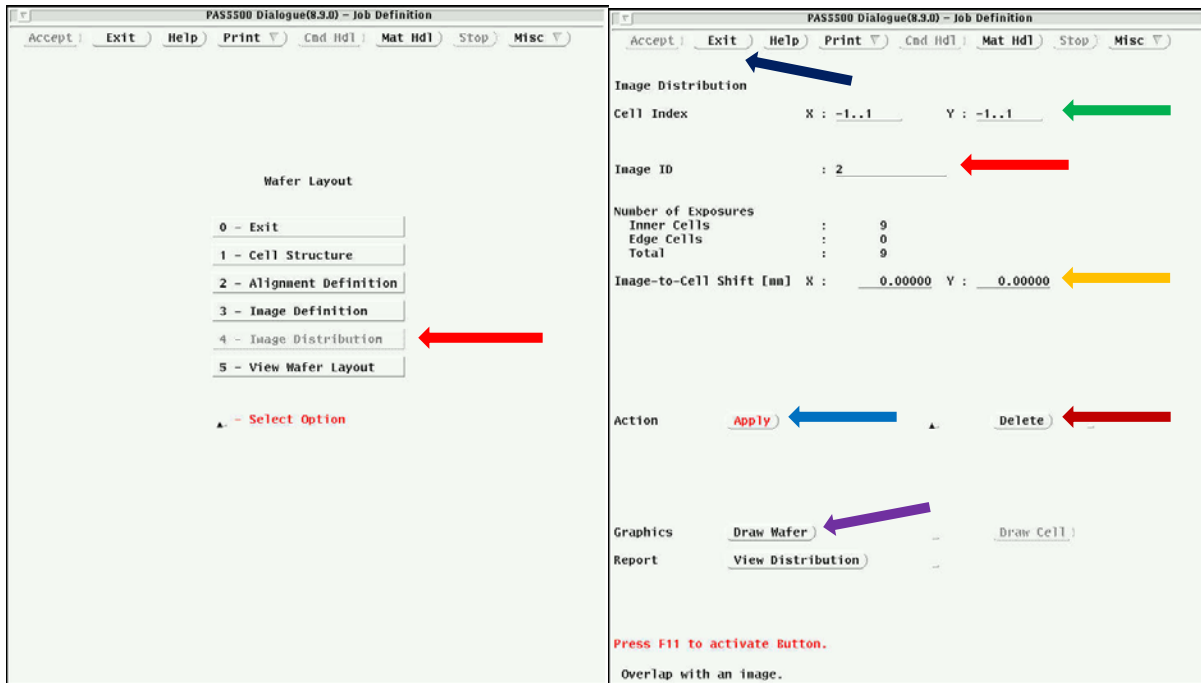 PAS5500 Dialogue(8.9.0) – Job Definition
Accept Exit Help Print Cmd Hdl Mat Hdl Stop Misc
Wafer Layout
0 – Exit
1 – Cell Structure
2 – Alignment Definition
3 – Image Definition
4 – Image Distribution
5 – View Wafer Layout
– Select Option
PAS5500 Dialogue(8.9.0) – Job Definition
Accept Exit Help Print Cmd Hdl Mat Hdl Stop Misc
Image Distribution
Cell Index X : -1..1 Y : -1..1
Image ID : 2
Number of Exposures
Inner Cells : 9
Edge Cells : 0
Total : 9
Image-to-Cell Shift [mm] X : 0.00000 Y : 0.00000
Action Apply Delete
Graphics Draw Wafer Draw Cell
Report View Distribution
Press F11 to activate Button.
Overlap with an image.